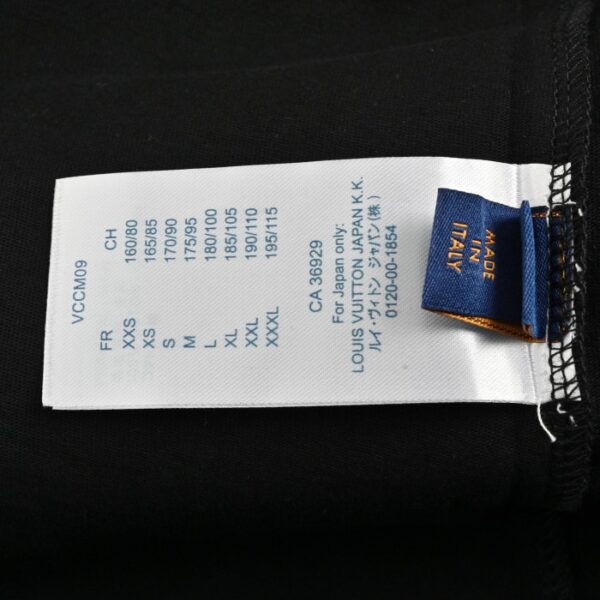 VCCM09
FR CH
XXS 160/80
XS 165/85
S 170/90
M 175/95
L 180/100
XL 185/105
XXL 190/110
XXXL 195/115
CA 36929
For Japan only:
LOUIS VUITTON JAPAN K.K.
ルイ・ヴィトン ジャパン(株)
0120-00-1854
MADE
IN
ITALY